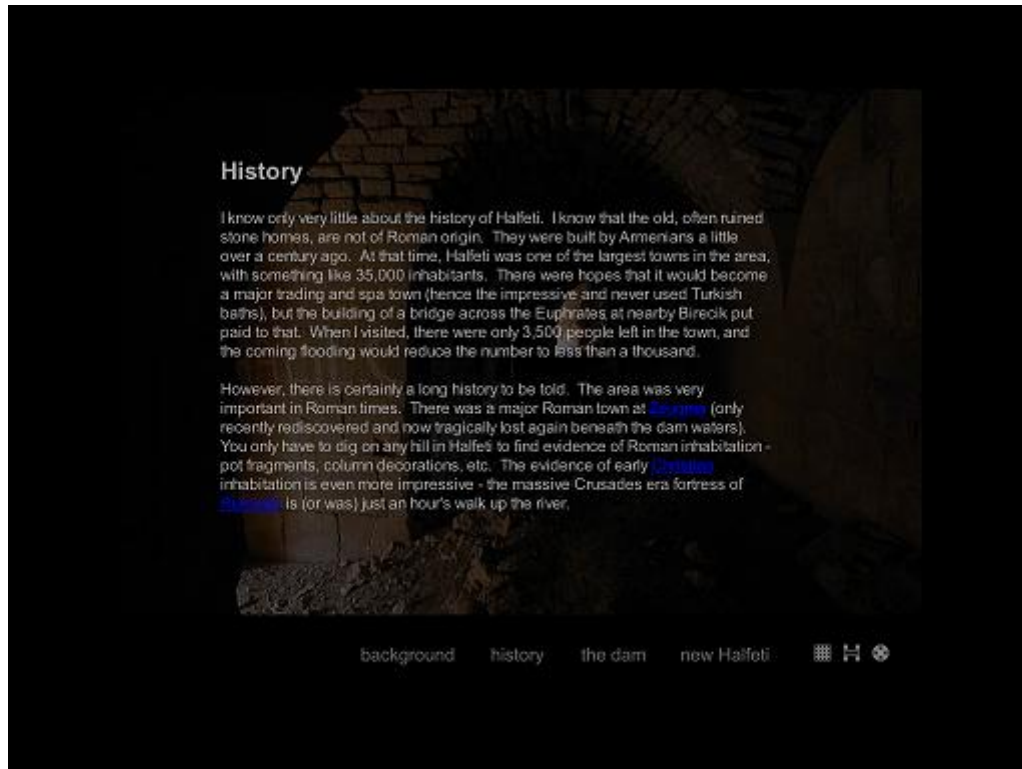 History
I know only very little about the history of Halfeti.  I know that the old, often ruined
stone homes, are not of Roman origin.  They were built by Armenians a little
over a century ago.  At that time, Halfeti was one of the largest towns in the area,
with something like 35,000 inhabitants.  There were hopes that it would become
a major trading and spa town (hence the impressive and never used Turkish
baths), but the building of a bridge across the Euphrates at nearby Birecik put
paid to that.  When I visited, there were only 3,500 people left in the town, and
the coming flooding would reduce the number to less than a thousand.
However, there is certainly a long history to be told.  The area was very
important in Roman times.  There was a major Roman town at (only
recently rediscovered and now tragically lost again beneath the dam waters).
You only have to dig on any hill in Halfeti to find evidence of Roman inhabitation -
pot fragments, column decorations, etc.  The evidence of early Christian
inhabitation is even more impressive - the massive Crusades era fortress of
is (or was) just an hour's walk up the river.
background history the dam new Halfeti